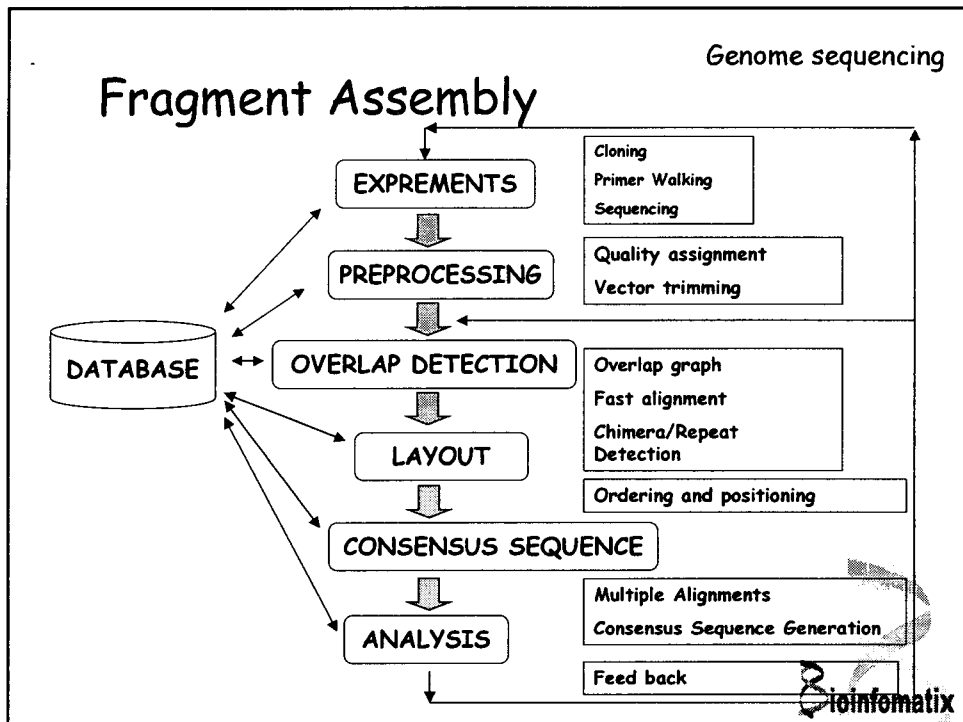 Genome sequencing
Fragment Assembly
EXPREMENTS
Cloning
Primer Walking
Sequencing
PREPROCESSING
Quality assignment
Vector trimming
DATABASE
OVERLAP DETECTION
Overlap graph
Fast alignment
Chimera/Repeat
Detection
LAYOUT
Ordering and positioning
CONSENSUS SEQUENCE
Multiple Alignments
Consensus Sequence Generation
ANALYSIS
Feed back
Bioinfomatix